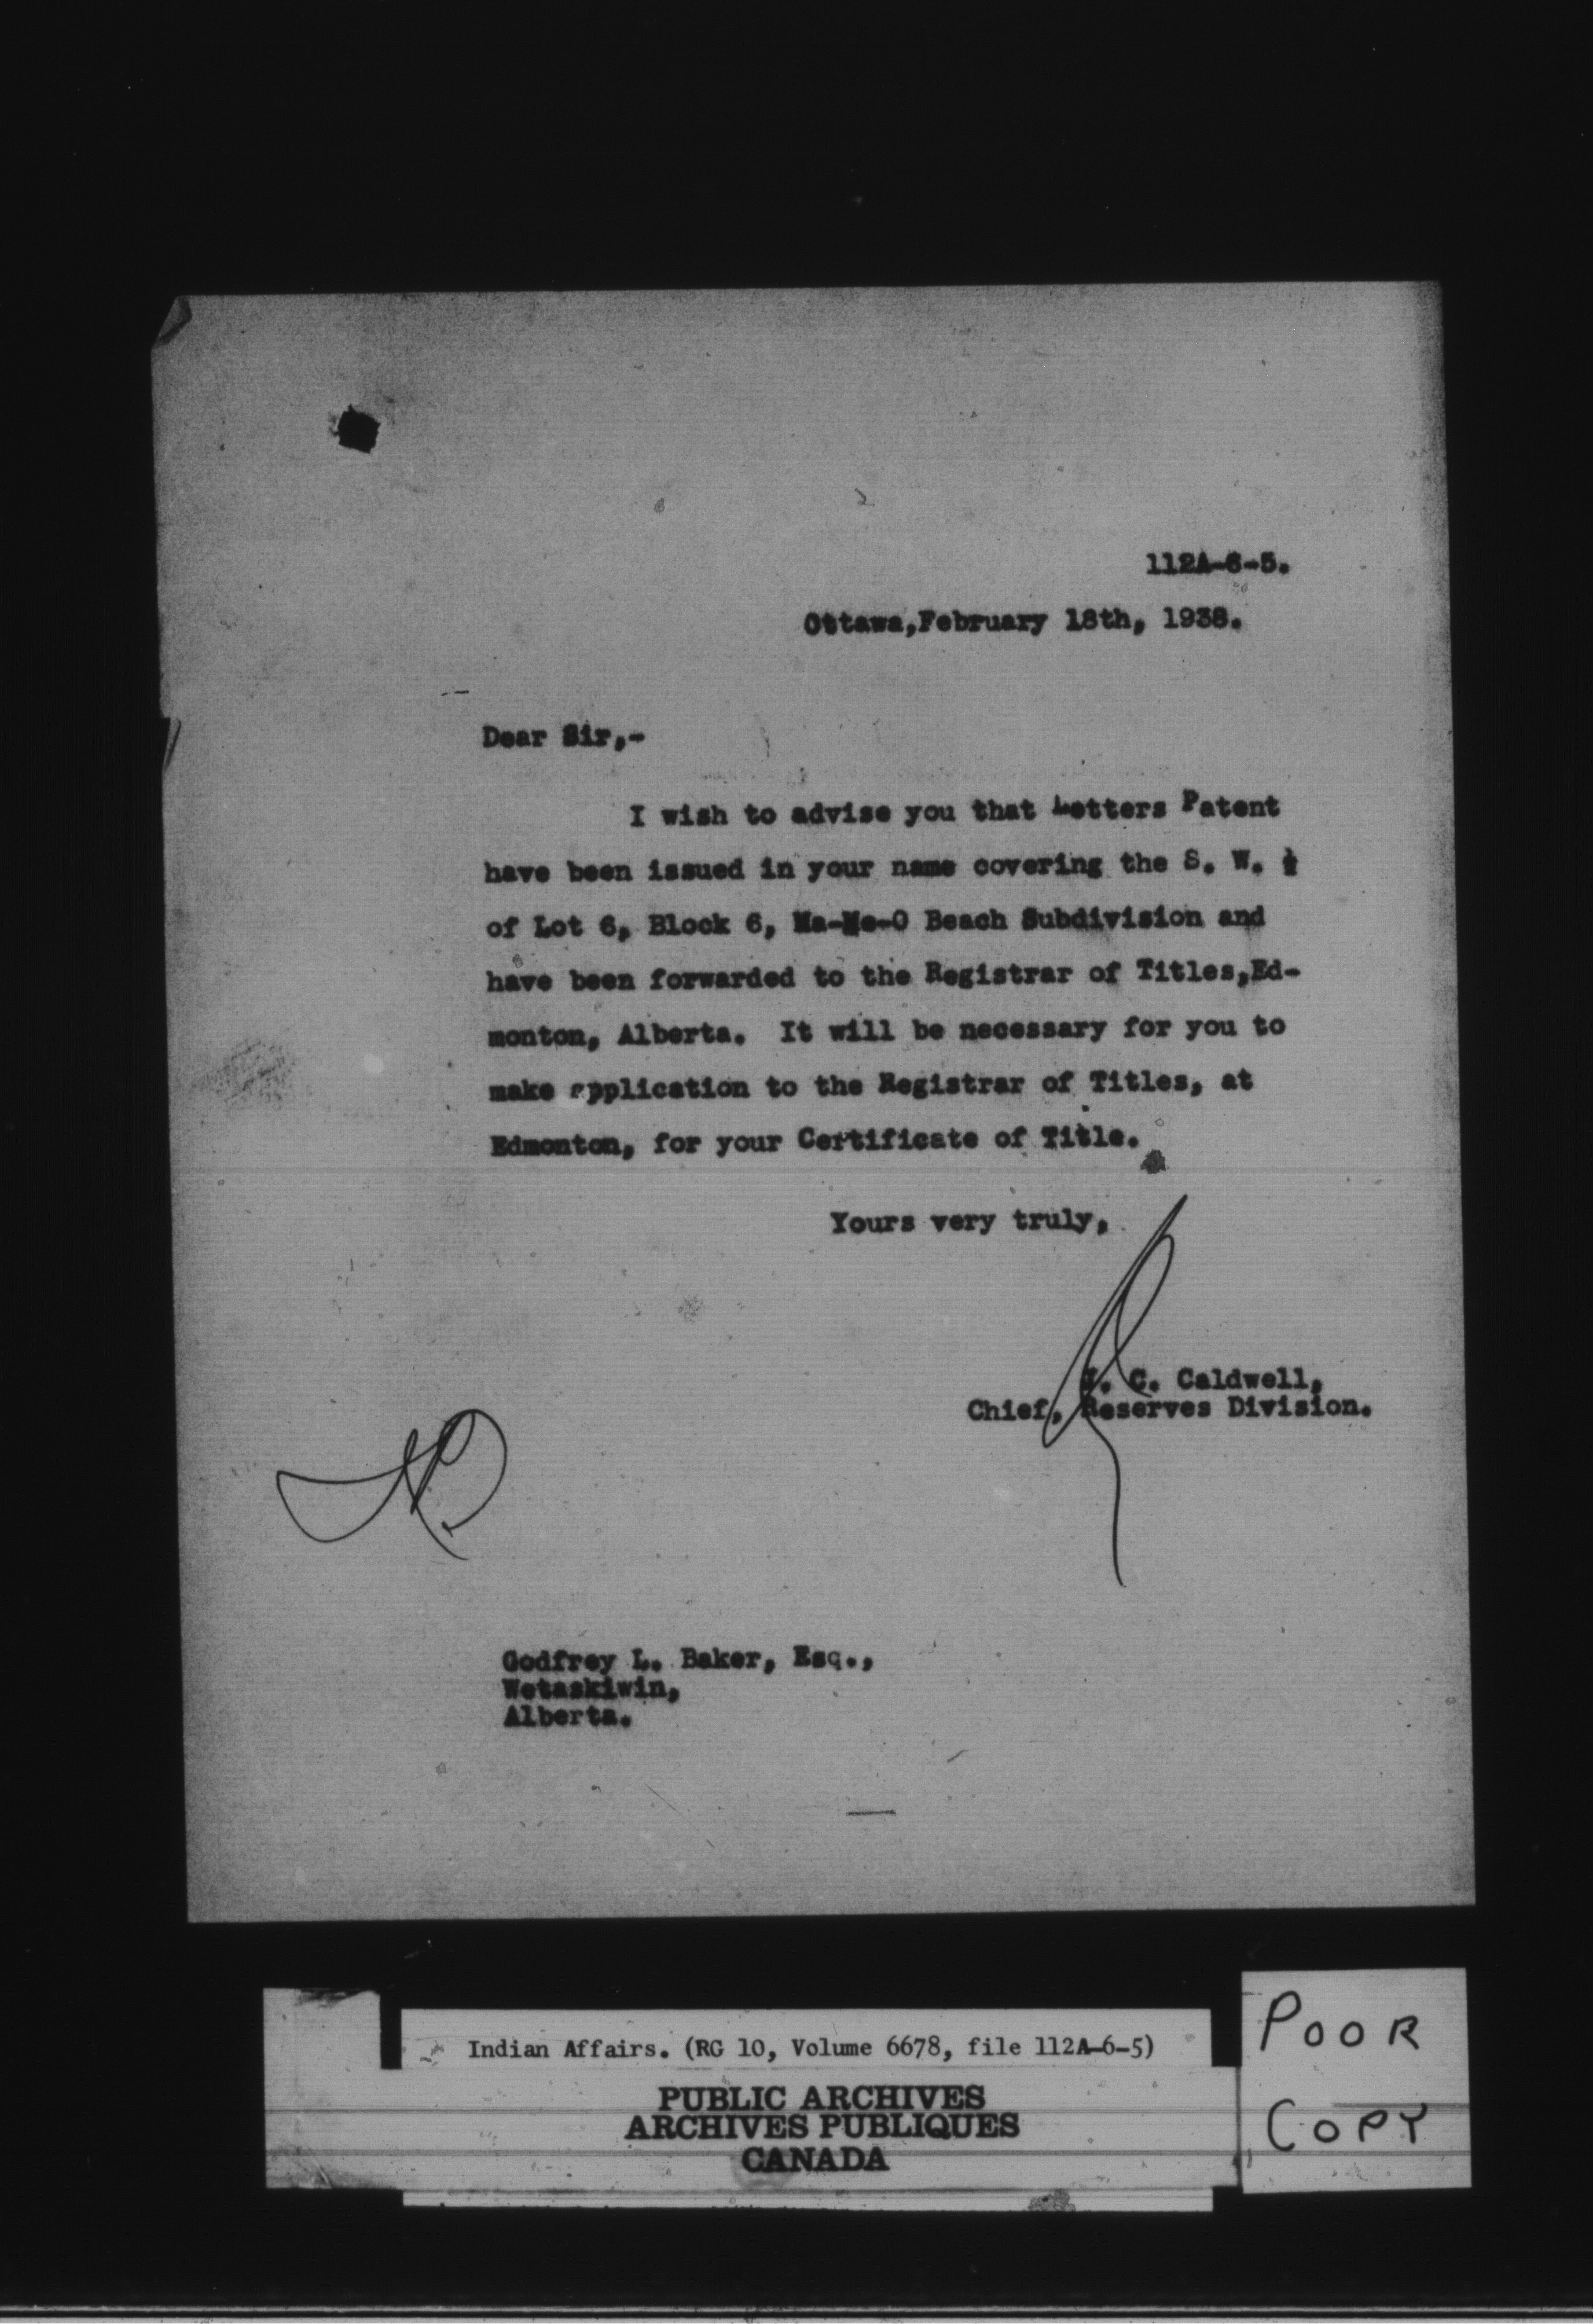 112A-6-5.
Ottawa,February 18th, 1938.
Dear Sir,-
I wish to advise you that Letters Patent
have been issued in your name covering the S. W. ½
of Lot 6, Block 6, Ma-Me-O Beach Subdivision and
have been forwarded to the Registrar of Titles,Ed-
monton, Alberta. It will be necessary for you to
make application to the Registrar of Titles, at
Edmonton, for your Certificate of Title.
Yours very truly,
C. Caldwell,
Chief, Reserves Division.
Godfrey L. Baker, Esq.,
Wetaskiwin,
Alberta.
Indian Affairs. (RG 10, Volume 6678, file 112A-6-5)
PUBLIC ARCHIVES
ARCHIVES PUBLIQUES
CANADA
POOR
COPY